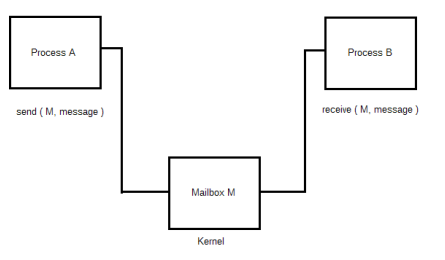 Process A
Process B
send ( M, message )
receive ( M, message )
Mailbox M
Kernel